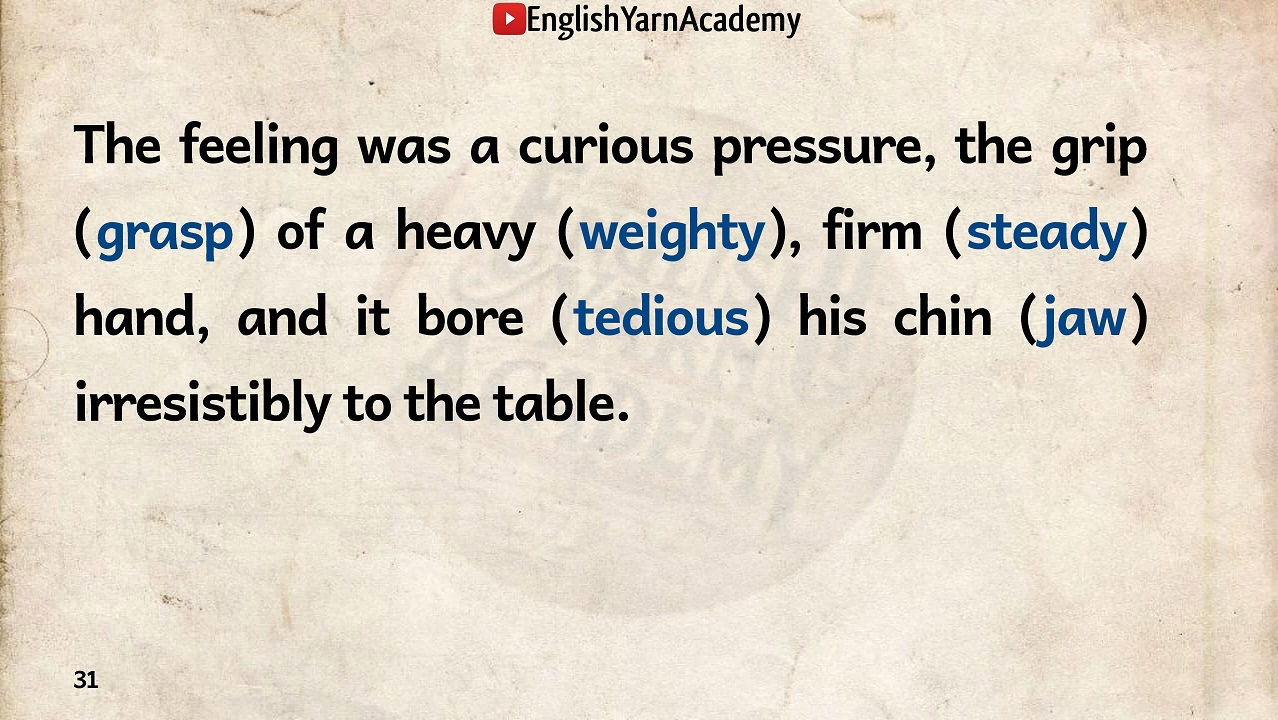 EnglishYarnAcademy
The feeling was a curious pressure, the grip
(grasp) of a heavy (weighty), firm (steady)
hand, and it bore (tedious) his chin (jaw)
irresistibly to the table.
31